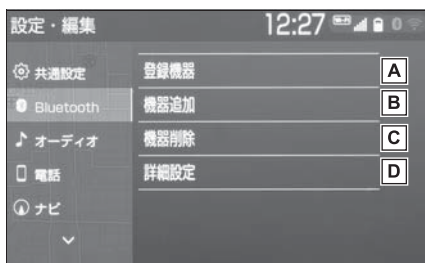 設定・編集 12:27
共通設定
Bluetooth
オーディオ
電話
ナビ
登録機器 A
機器追加 B
機器削除 C
詳細設定 D